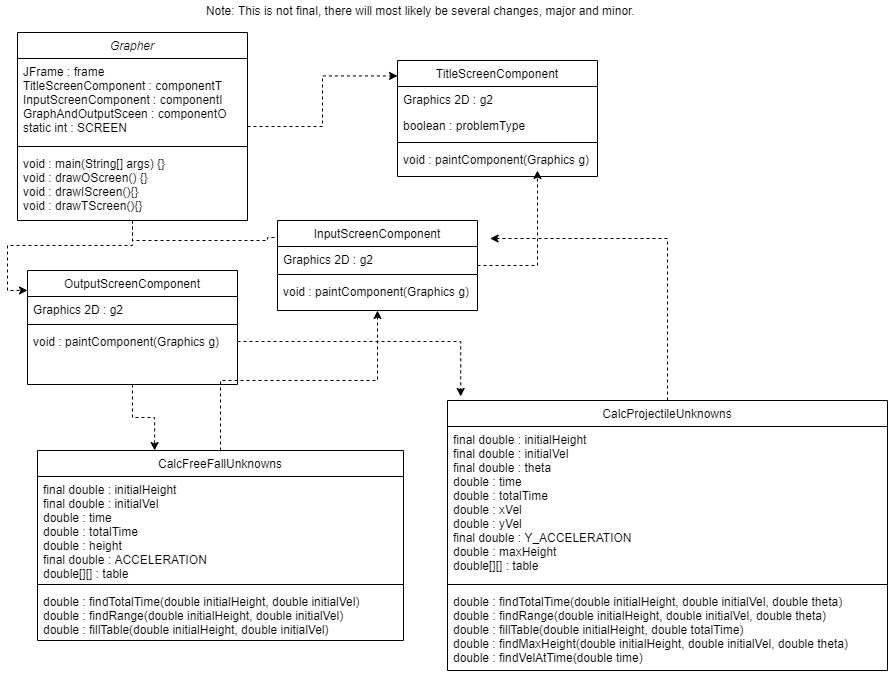 Note: This is not final, there will most likely be several changes, major and minor.
Grapher
JFrame : frame
TitleScreenComponent : componentT
InputScreenComponent : componentI
GraphAndOutputSceen : componentO
static int : SCREEN
void : main(String[] args) {}
void : drawOScreen() {}
void : drawIScreen(){}
void : drawTScreen(){}
TitleScreenComponent
Graphics 2D : g2
boolean : problemType
void : paintComponent(Graphics g)
InputScreenComponent
Graphics 2D : g2
void : paintComponent(Graphics g)
OutputScreenComponent
Graphics 2D : g2
void : paintComponent(Graphics g)
CalcFreeFallUnknowns
final double : initialHeight
final double : initialVel
double : time
double : totalTime
double : height
final double : ACCELERATION
double[][] : table
double : findTotalTime(double initialHeight, double initialVel)
double : findRange(double initialHeight, double initialVel)
double : fillTable(double initialHeight, double initialVel)
CalcProjectileUnknowns
final double : initialHeight
final double : initialVel
final double : theta
double : time
double : totalTime
double : xVel
double : yVel
final double : Y_ACCELERATION
double : maxHeight
double[][] : table
double : findTotalTime(double initialHeight, double initialVel, double theta)
double : findRange(double initialHeight, double initialVel, double theta)
double : fillTable(double initialHeight, double totalTime)
double : findMaxHeight(double initialHeight, double initialVel, double theta)
double : findVelAtTime(double time)